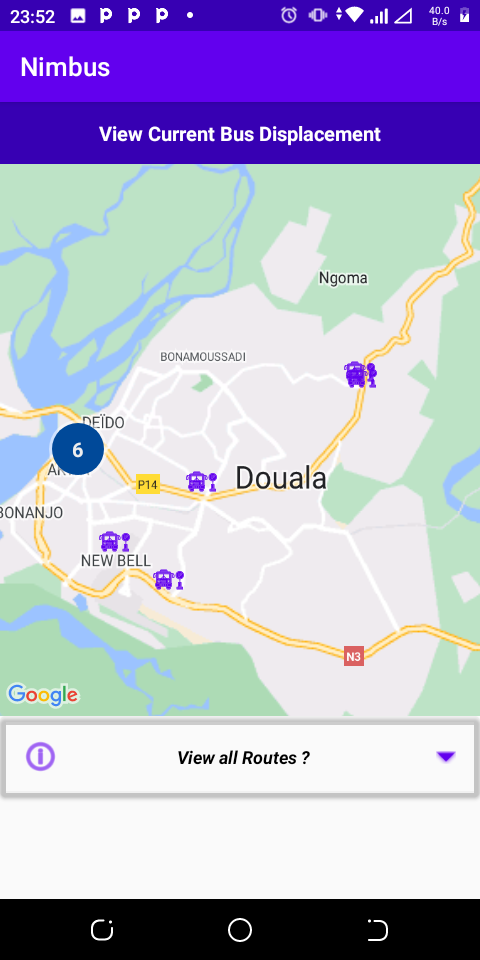 23:52
40.0
B/s
Nimbus
View Current Bus Displacement
Ngoma
BONAMOUSSADI
DEÏDO
6
P14
Douala
BONANJO
NEW BELL
N3
Google
View all Routes ?